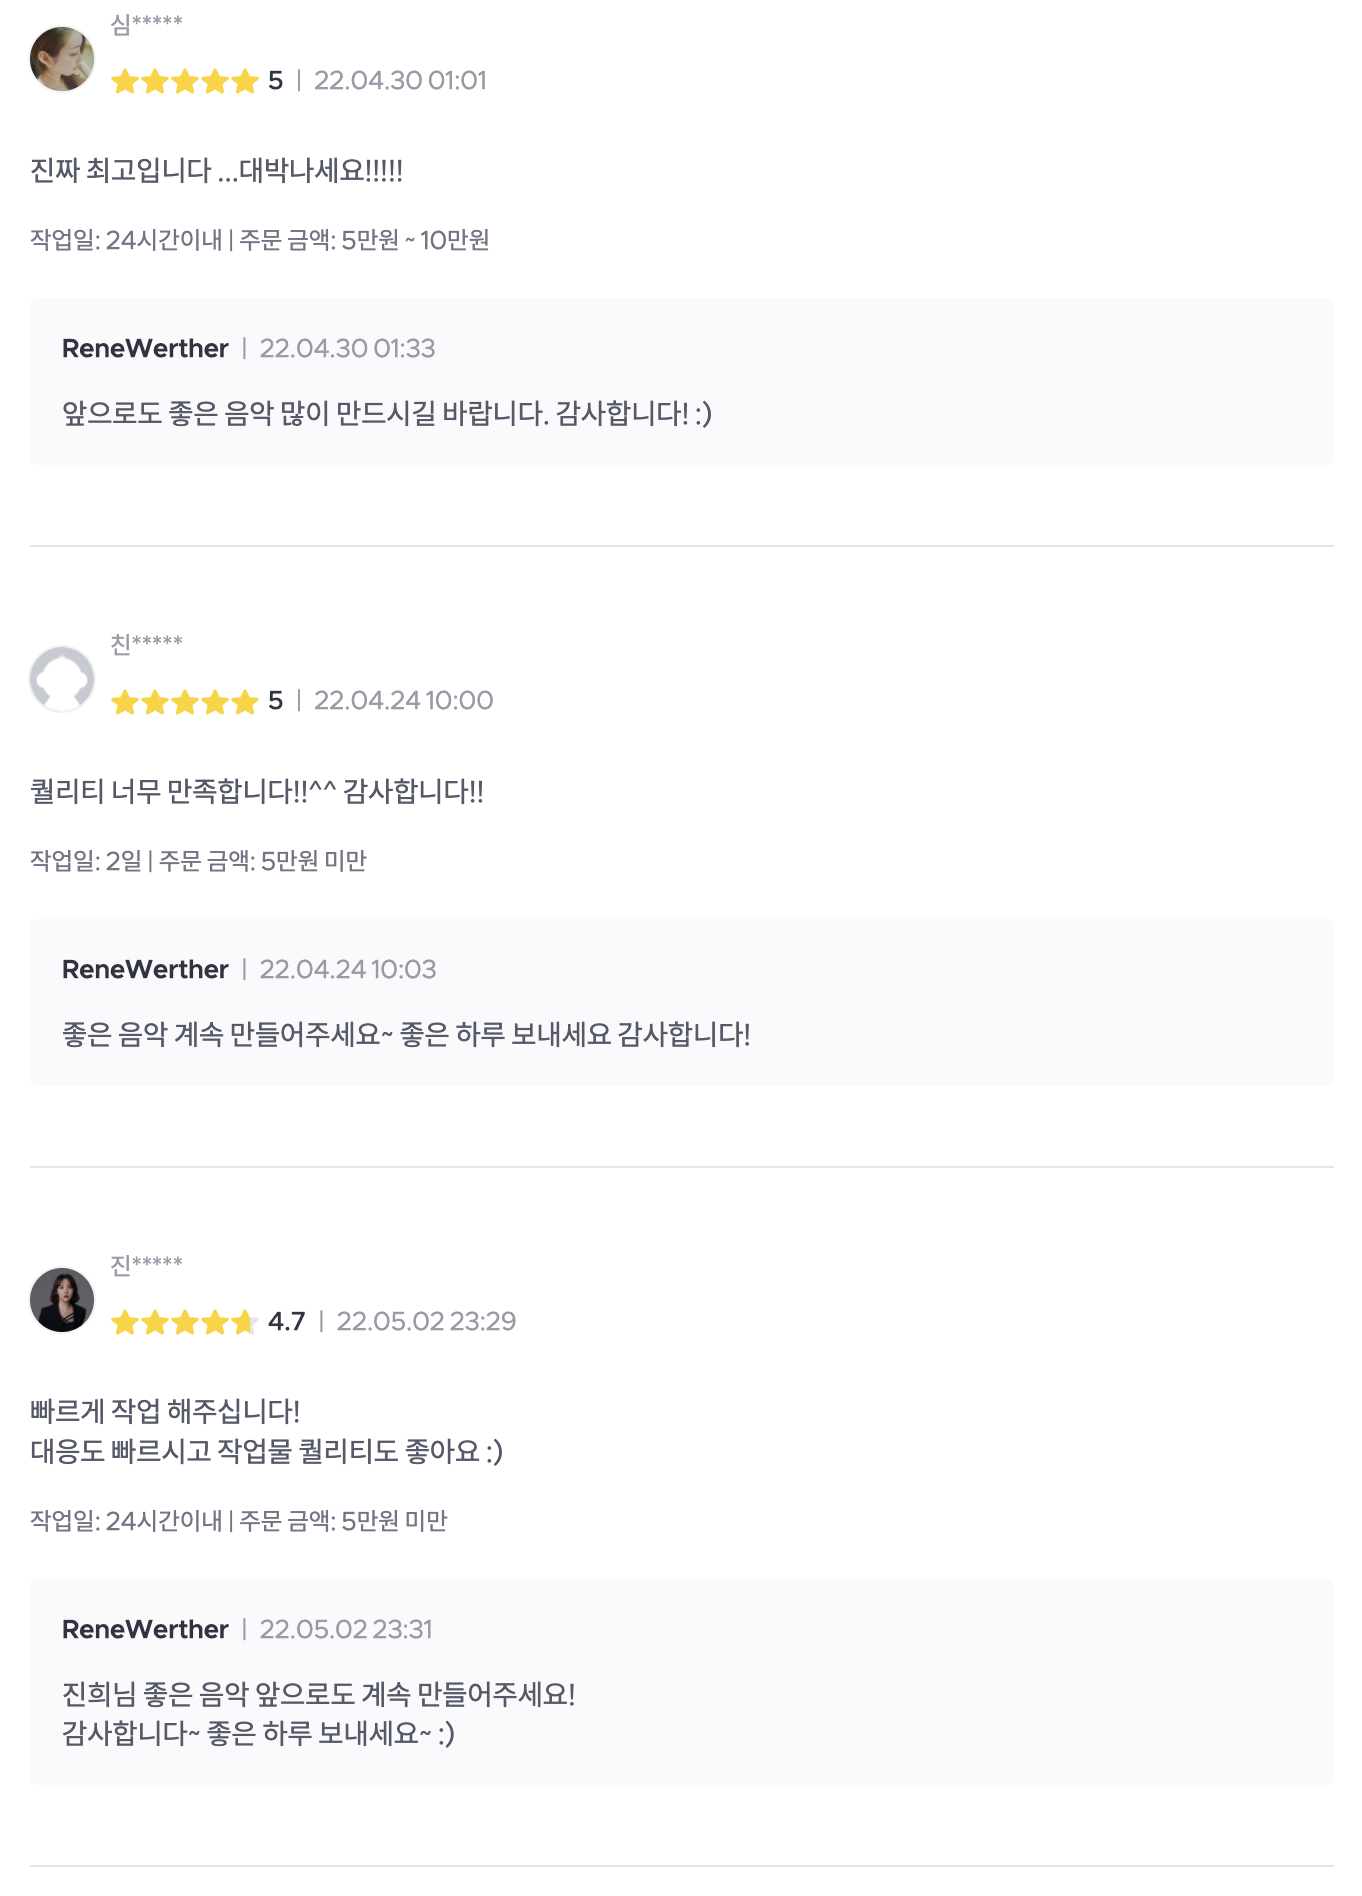 심*****
5 | 22.04.30 01:01
진짜 최고입니다 ...대박나세요!!!!!
작업일: 24시간이내 | 주문 금액: 5만원 ~ 10만원
ReneWerther | 22.04.30 01:33
앞으로도 좋은 음악 많이 만드시길 바랍니다. 감사합니다! :)
친*****
5 | 22.04.24 10:00
퀄리티 너무 만족합니다!!^^ 감사합니다!!
작업일: 2일 | 주문 금액: 5만원 미만
ReneWerther | 22.04.24 10:03
좋은 음악 계속 만들어주세요~ 좋은 하루 보내세요 감사합니다!
진*****
4.7 | 22.05.02 23:29
빠르게 작업 해주십니다!
대응도 빠르시고 작업물 퀄리티도 좋아요 :)
작업일: 24시간이내 | 주문 금액: 5만원 미만
ReneWerther | 22.05.02 23:31
진희님 좋은 음악 앞으로도 계속 만들어주세요!
감사합니다~ 좋은 하루 보내세요~ :)